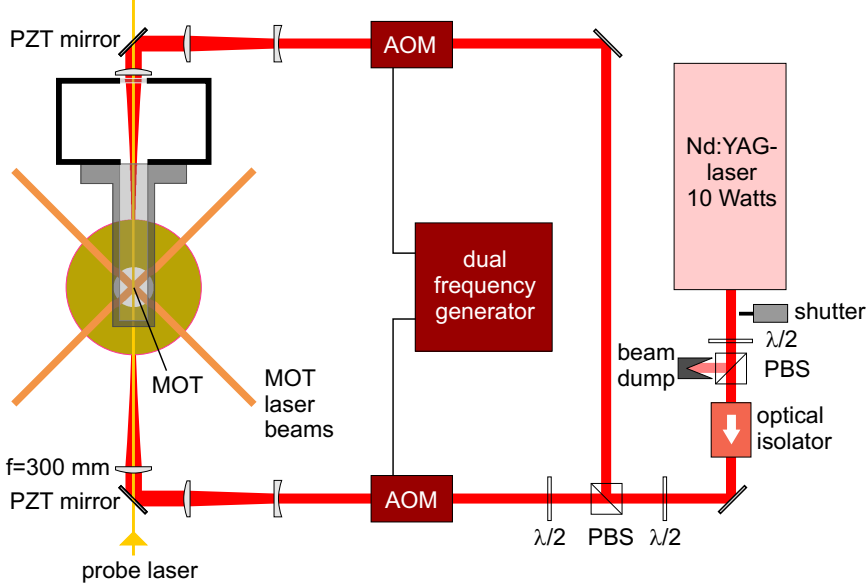 PZT mirror
AOM
Nd:YAG-
laser
10 Watts
dual
frequency
generator
shutter
λ/2
beam
dump
PBS
MOT
MOT
laser
beams
optical
isolator
f=300 mm
PZT mirror
AOM
λ/2
PBS
λ/2
probe laser